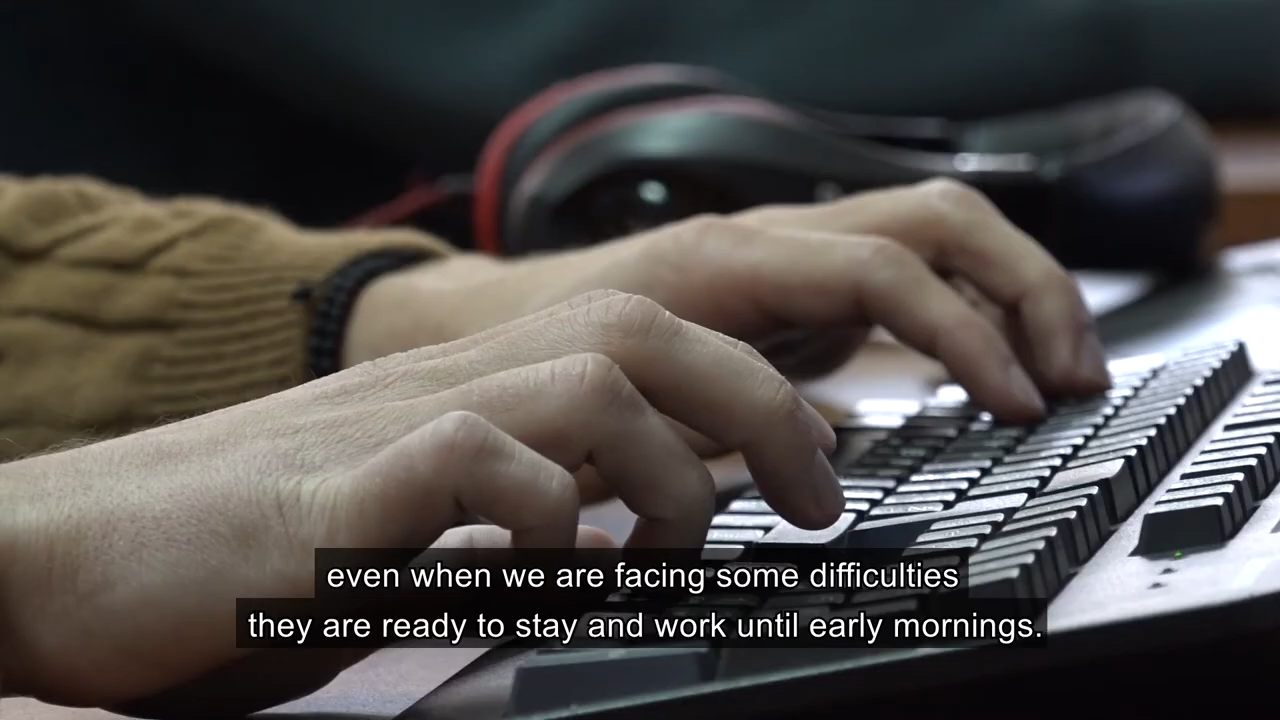 even when we are facing some difficulties
they are ready to stay and work until early mornings.